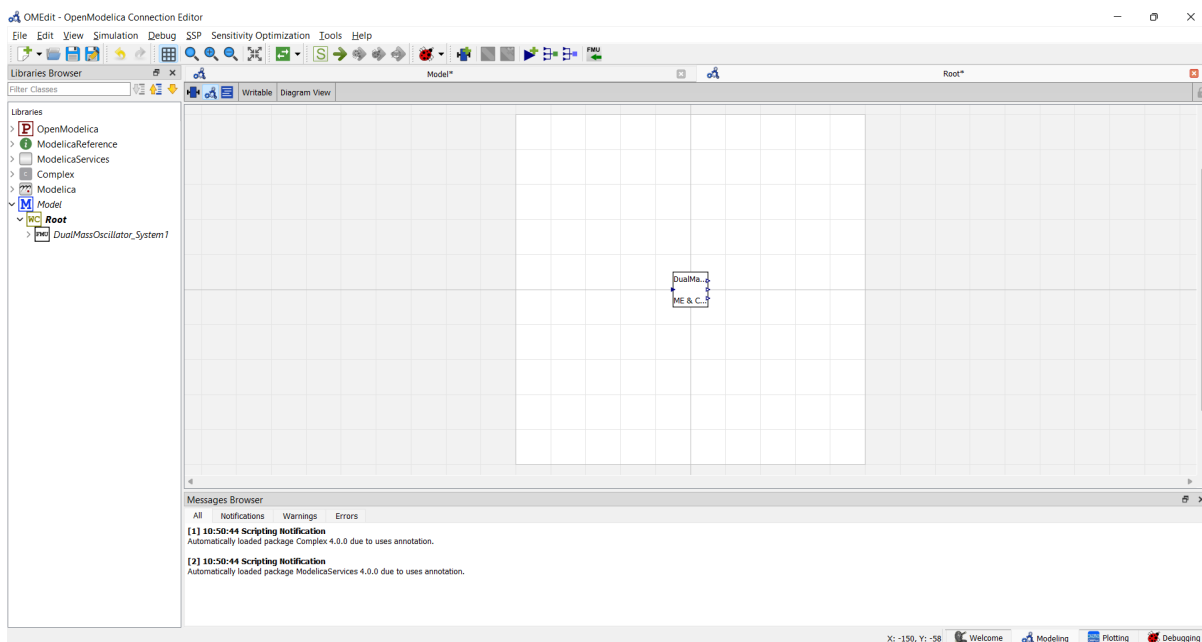 OMEdit - OpenModelica Connection Editor
File Edit View Simulation Debug SSP Sensitivity Optimization Tools Help
S
FMU
Libraries Browser
Model*
Root*
Filter Classes
Writable
Diagram View
Libraries
P OpenModelica
i ModelicaReference
ModelicaServices
C Complex
Modelica
M Model
WC Root
FMU DualMassOscillator_System1
DualMa...
ME & C...
Messages Browser
All Notifications Warnings Errors
[1] 10:50:44 Scripting Notification
Automatically loaded package Complex 4.0.0 due to uses annotation.
[2] 10:50:44 Scripting Notification
Automatically loaded package ModelicaServices 4.0.0 due to uses annotation.
X: -150, Y: -58 Welcome Modeling Plotting Debugging